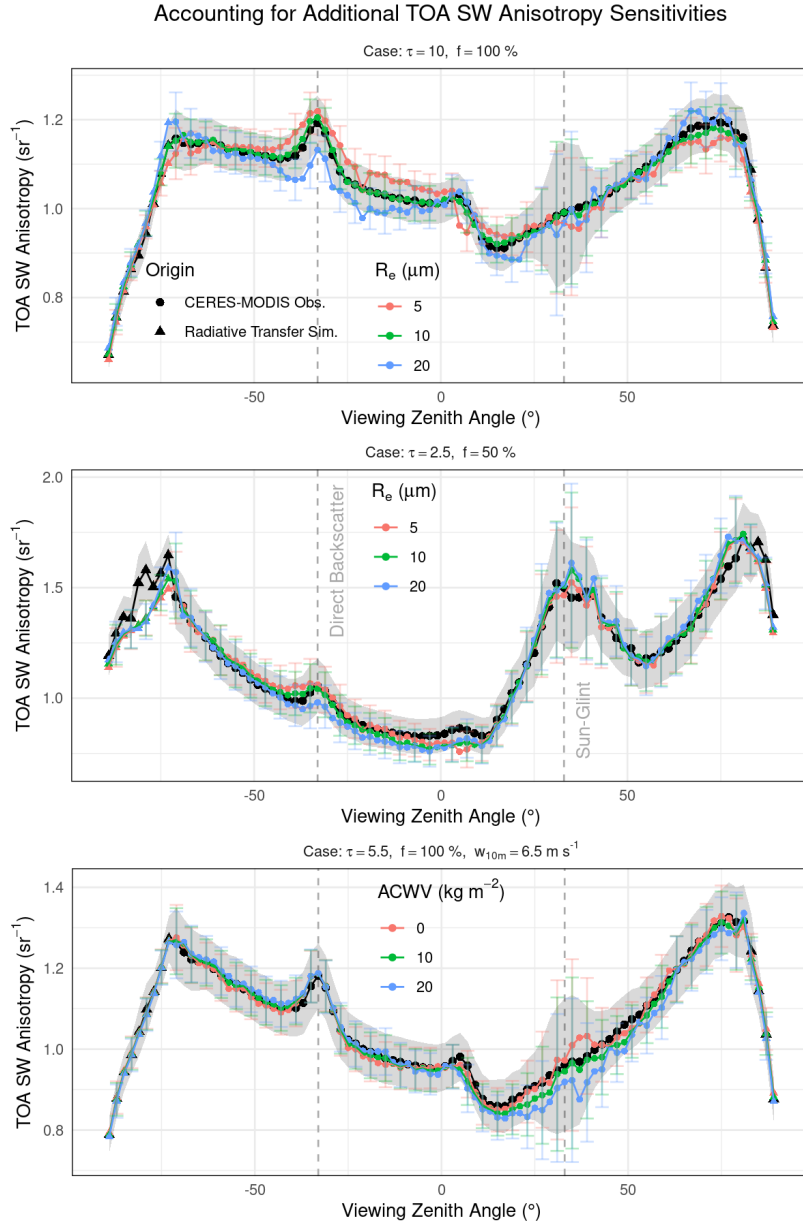 Accounting for Additional TOA SW Anisotropy Sensitivities
Case: τ = 10, f = 100 %
TOA SW Anisotropy (sr⁻¹)
1.2
1.0
0.8
Origin
CERES-MODIS Obs.
Radiative Transfer Sim.
Rₑ (μm)
5
10
20
-50
0
50
Viewing Zenith Angle (°)
Case: τ = 2.5, f = 50 %
TOA SW Anisotropy (sr⁻¹)
2.0
1.5
1.0
Direct Backscatter
Rₑ (μm)
5
10
20
Sun-Glint
-50
0
50
Viewing Zenith Angle (°)
Case: τ = 5.5, f = 100 %, w₁₀ₘ = 6.5 m s⁻¹
TOA SW Anisotropy (sr⁻¹)
1.4
1.2
1.0
0.8
ACWV (kg m⁻²)
0
10
20
-50
0
50
Viewing Zenith Angle (°)